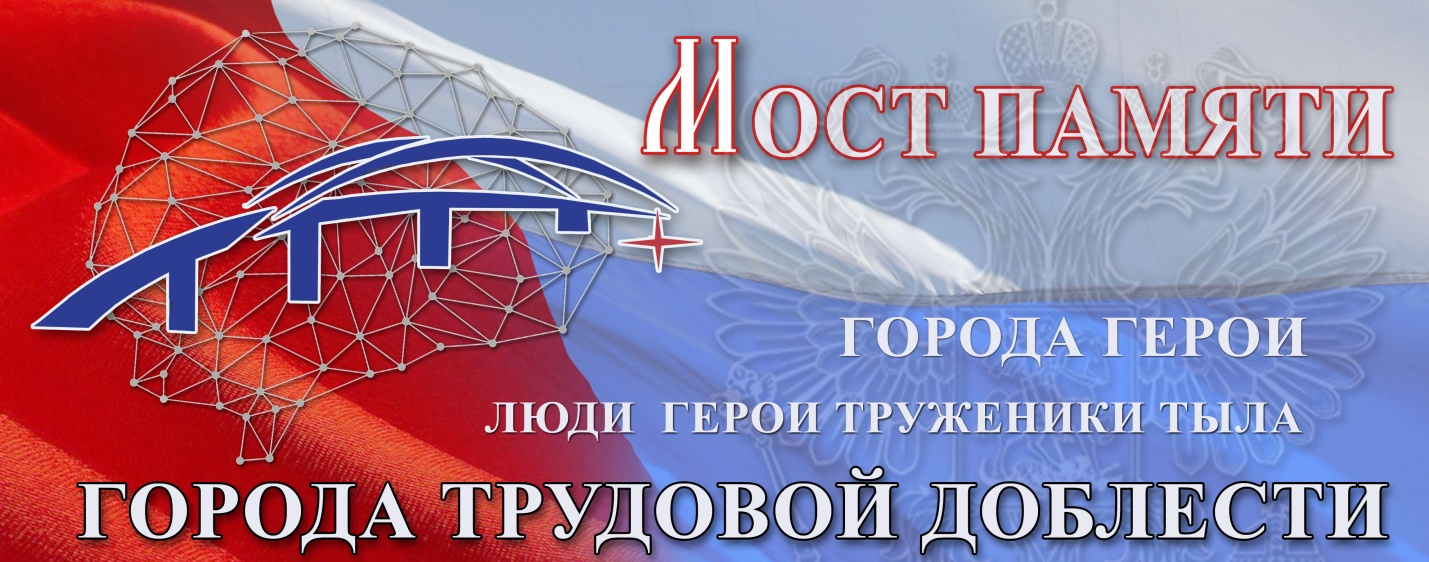 МОСТ ПАМЯТИ
ГОРОДА ГЕРОИ
ЛЮДИ ГЕРОИ ТРУЖЕНИКИ ТЫЛА
ГОРОДА ТРУДОВОЙ ДОБЛЕСТИ